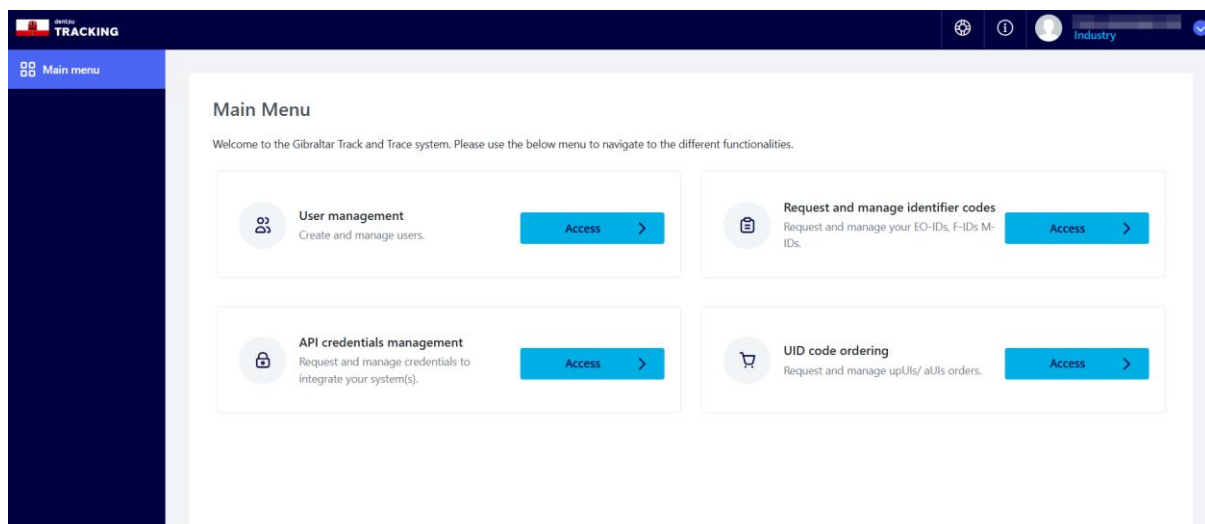 dentsu
TRACKING
Industry
Main menu
Main Menu
Welcome to the Gibraltar Track and Trace system. Please use the below menu to navigate to the different functionalities.
User management
Create and manage users.
Access
Request and manage identifier codes
Request and manage your EO-IDs, F-IDs M-
IDs.
Access
API credentials management
Request and manage credentials to
integrate your system(s).
Access
UID code ordering
Request and manage upUIs/ aUIs orders.
Access